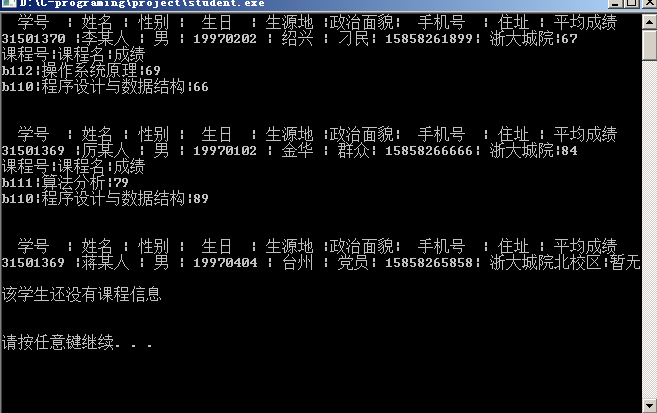 D:\C-programing\project\student.exe
学号 | 姓名 | 性别 | 生日 | 生源地 |政治面貌| 手机号 | 住址 | 平均成绩
31501370 |李某人 | 男 | 19970202 | 绍兴 | 刁民| 15858261899| 浙大城院|67
课程号|课程名|成绩
b112|操作系统原理|69
b110|程序设计与数据结构|66
学号 | 姓名 | 性别 | 生日 | 生源地 |政治面貌| 手机号 | 住址 | 平均成绩
31501369 |厉某人 | 男 | 19970102 | 金华 | 群众| 15858266666| 浙大城院|84
课程号|课程名|成绩
b111|算法分析|79
b110|程序设计与数据结构|89
学号 | 姓名 | 性别 | 生日 | 生源地 |政治面貌| 手机号 | 住址 | 平均成绩
31501369 |蒋某人 | 男 | 19970404 | 台州 | 党员| 15858265858| 浙大城院北校区|暂无
该学生还没有课程信息
请按任意键继续. . .